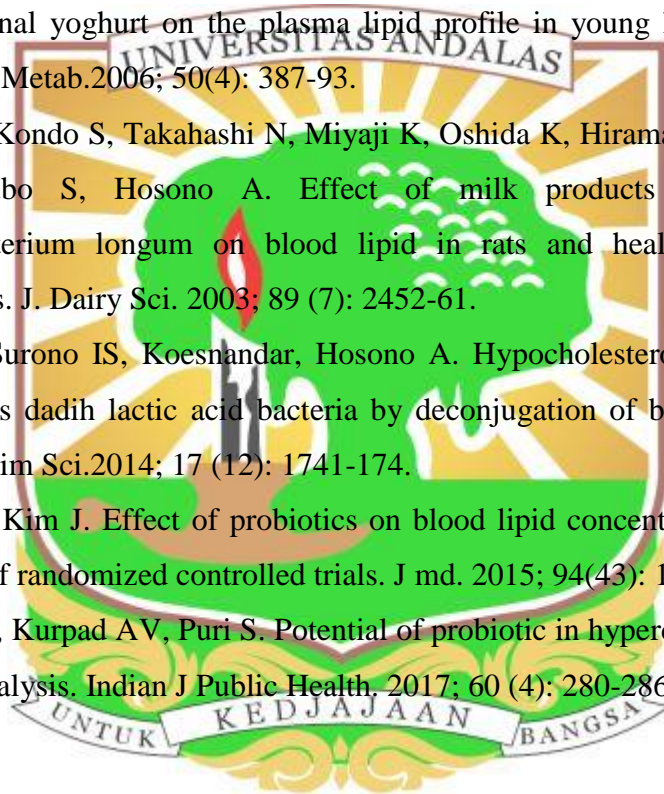 nal yoghurt on the plasma lipid profile in young
UNIVERSITAS ANDALAS
Metab.2006; 50(4): 387-93.
Kondo S, Takahashi N, Miyaji K, Oshida K, Hirama
bo S, Hosono A. Effect of milk products
terium longum on blood lipid in rats and heal
s. J. Dairy Sci. 2003; 89 (7): 2452-61.
Surono IS, Koesnandar, Hosono A. Hypocholestero
s dadih lactic acid bacteria by deconjugation of b
im Sci.2014; 17 (12): 1741-174.
Kim J. Effect of probiotics on blood lipid concent
f randomized controlled trials. J md. 2015; 94(43): 1
, Kurpad AV, Puri S. Potential of probiotic in hyperc
alysis. Indian J Public Health. 2017; 60 (4): 280-286
UNTUK KEDJAJAAN BANGSA